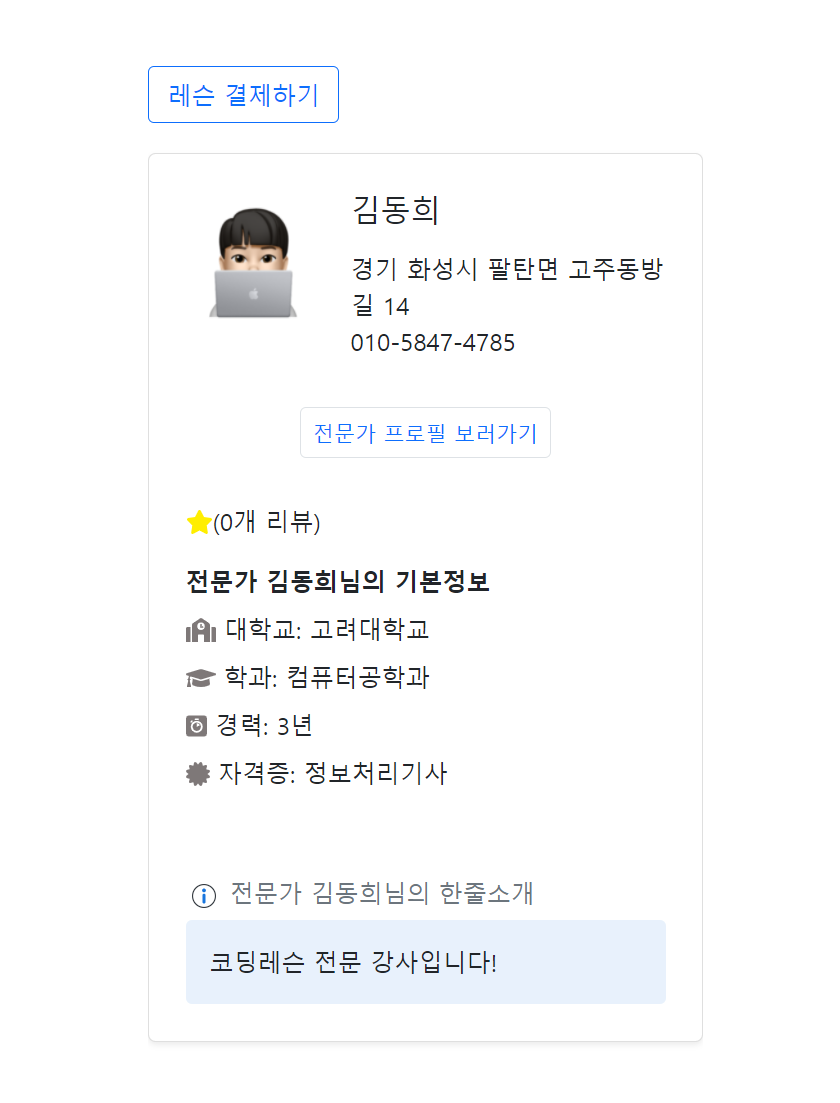 레슨 결제하기
김동희
경기 화성시 팔탄면 고주동방
길 14
010-5847-4785
전문가 프로필 보러가기
(0개 리뷰)
전문가 김동희님의 기본정보
대학교: 고려대학교
학과: 컴퓨터공학과
경력: 3년
자격증: 정보처리기사
전문가 김동희님의 한줄소개
코딩레슨 전문 강사입니다!